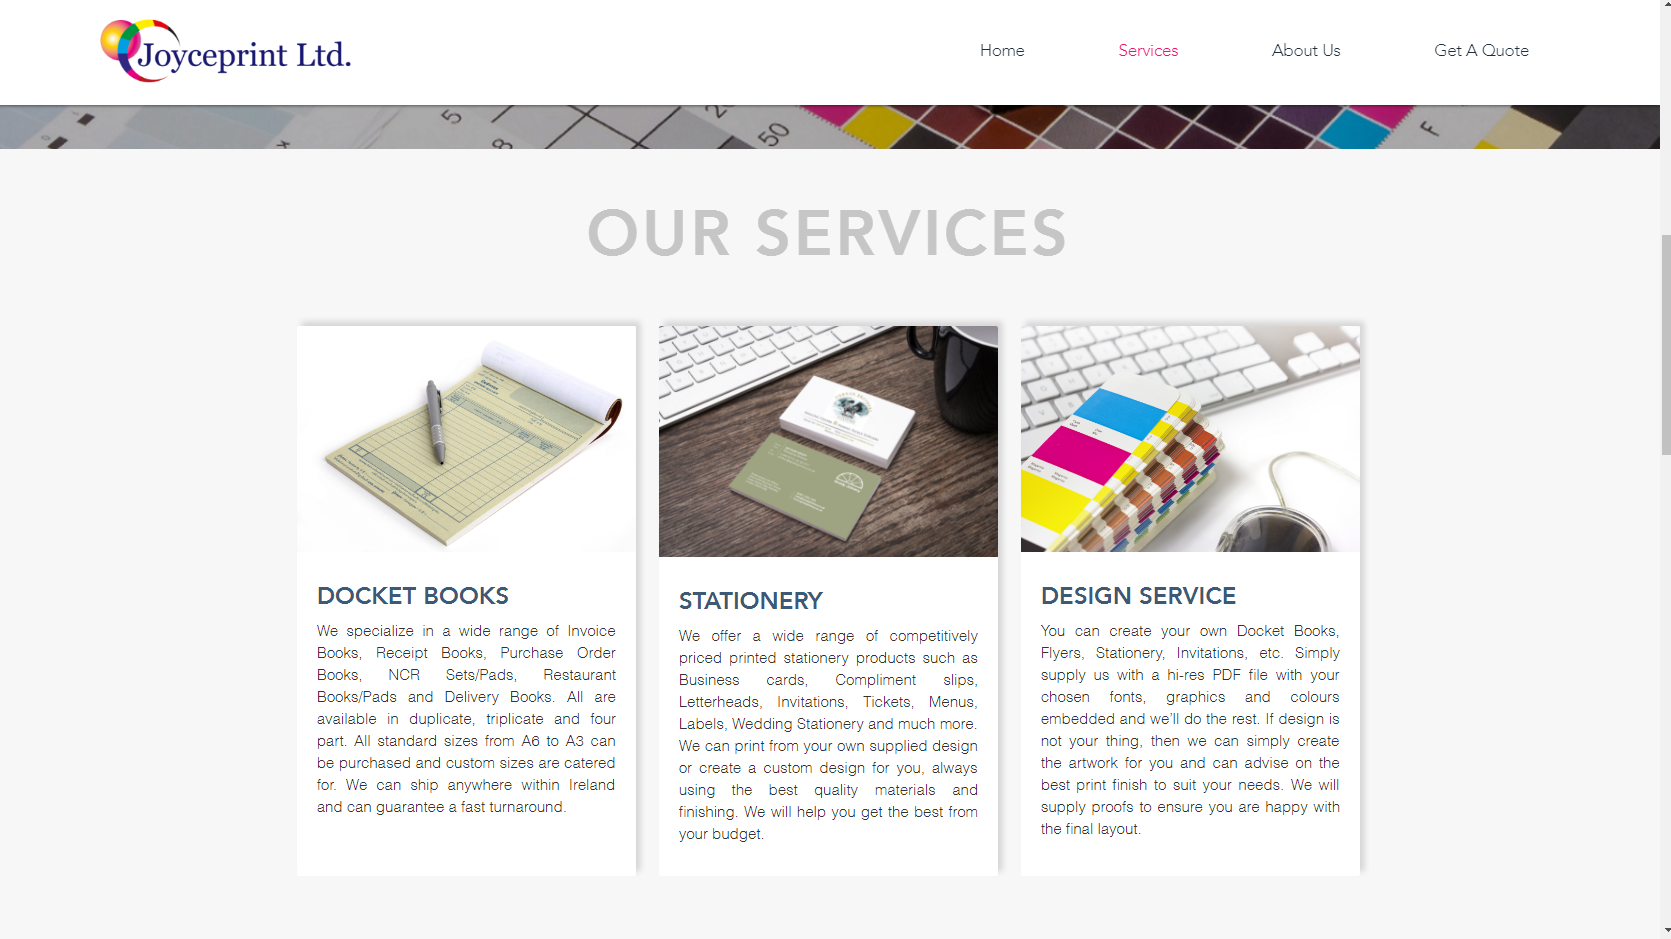 Joyceprint Ltd.
Home
Services
About Us
Get A Quote
5
8
20
50
F
OUR SERVICES
DOCKET BOOKS
We specialize in a wide range of Invoice
Books, Receipt Books, Purchase Order
Books, NCR Sets/Pads, Restaurant
Books/Pads and Delivery Books. All are
available in duplicate, triplicate and four
part. All standard sizes from A6 to A3 can
be purchased and custom sizes are catered
for. We can ship anywhere within Ireland
and can guarantee a fast turnaround.
STATIONERY
We offer a wide range of competitively
priced printed stationery products such as
Business cards, Compliment slips,
Letterheads, Invitations, Tickets, Menus,
Labels, Wedding Stationery and much more.
We can print from your own supplied design
or create a custom design for you, always
using the best quality materials and
finishing. We will help you get the best from
your budget.
DESIGN SERVICE
You can create your own Docket Books,
Flyers, Stationery, Invitations, etc. Simply
supply us with a hi-res PDF file with your
chosen fonts, graphics and colours
embedded and we'll do the rest. If design is
not your thing, then we can simply create
the artwork for you and can advise on the
best print finish to suit your needs. We will
supply proofs to ensure you are happy with
the final layout.